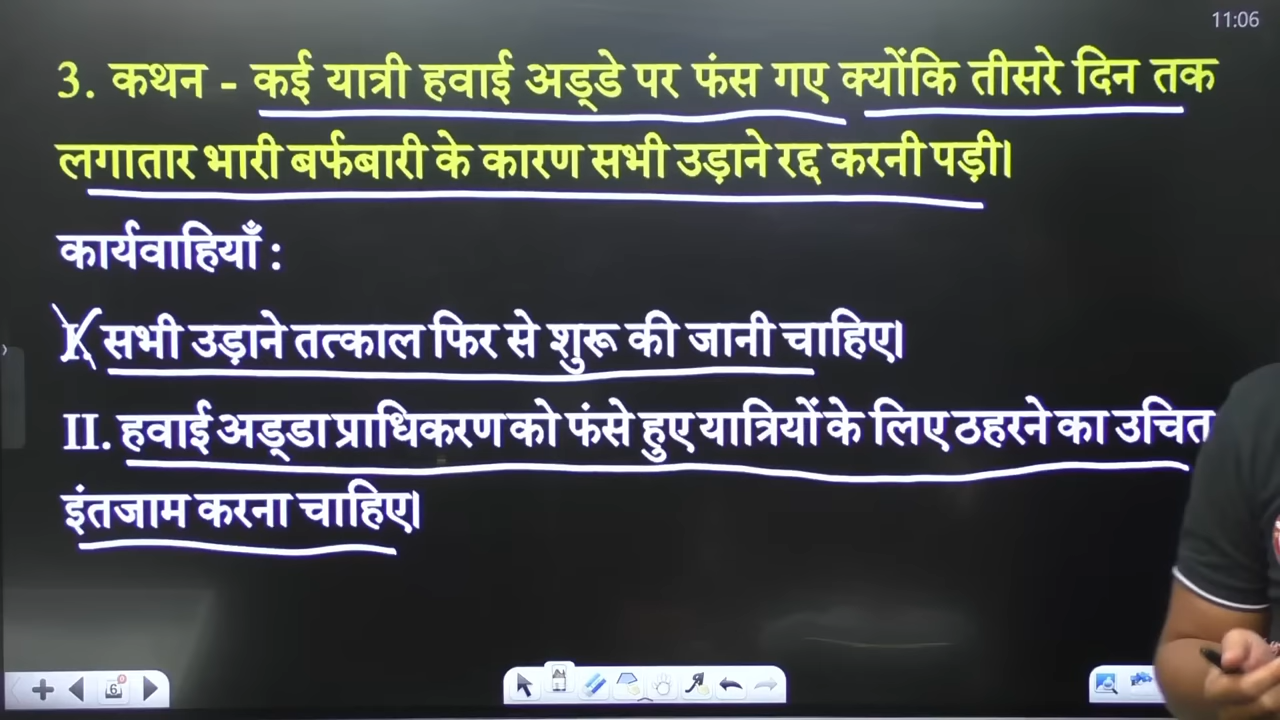 11:06
3. कथन - कई यात्री हवाई अड्डे पर फंस गए क्योंकि तीसरे दिन तक
लगातार भारी बर्फबारी के कारण सभी उड़ाने रद्द करनी पड़ी।
कार्यवाहियाँ :
I. सभी उड़ाने तत्काल फिर से शुरू की जानी चाहिए।
II. हवाई अड्डा प्राधिकरण को फंसे हुए यात्रियों के लिए ठहरने का उचित
इंतजाम करना चाहिए।
6